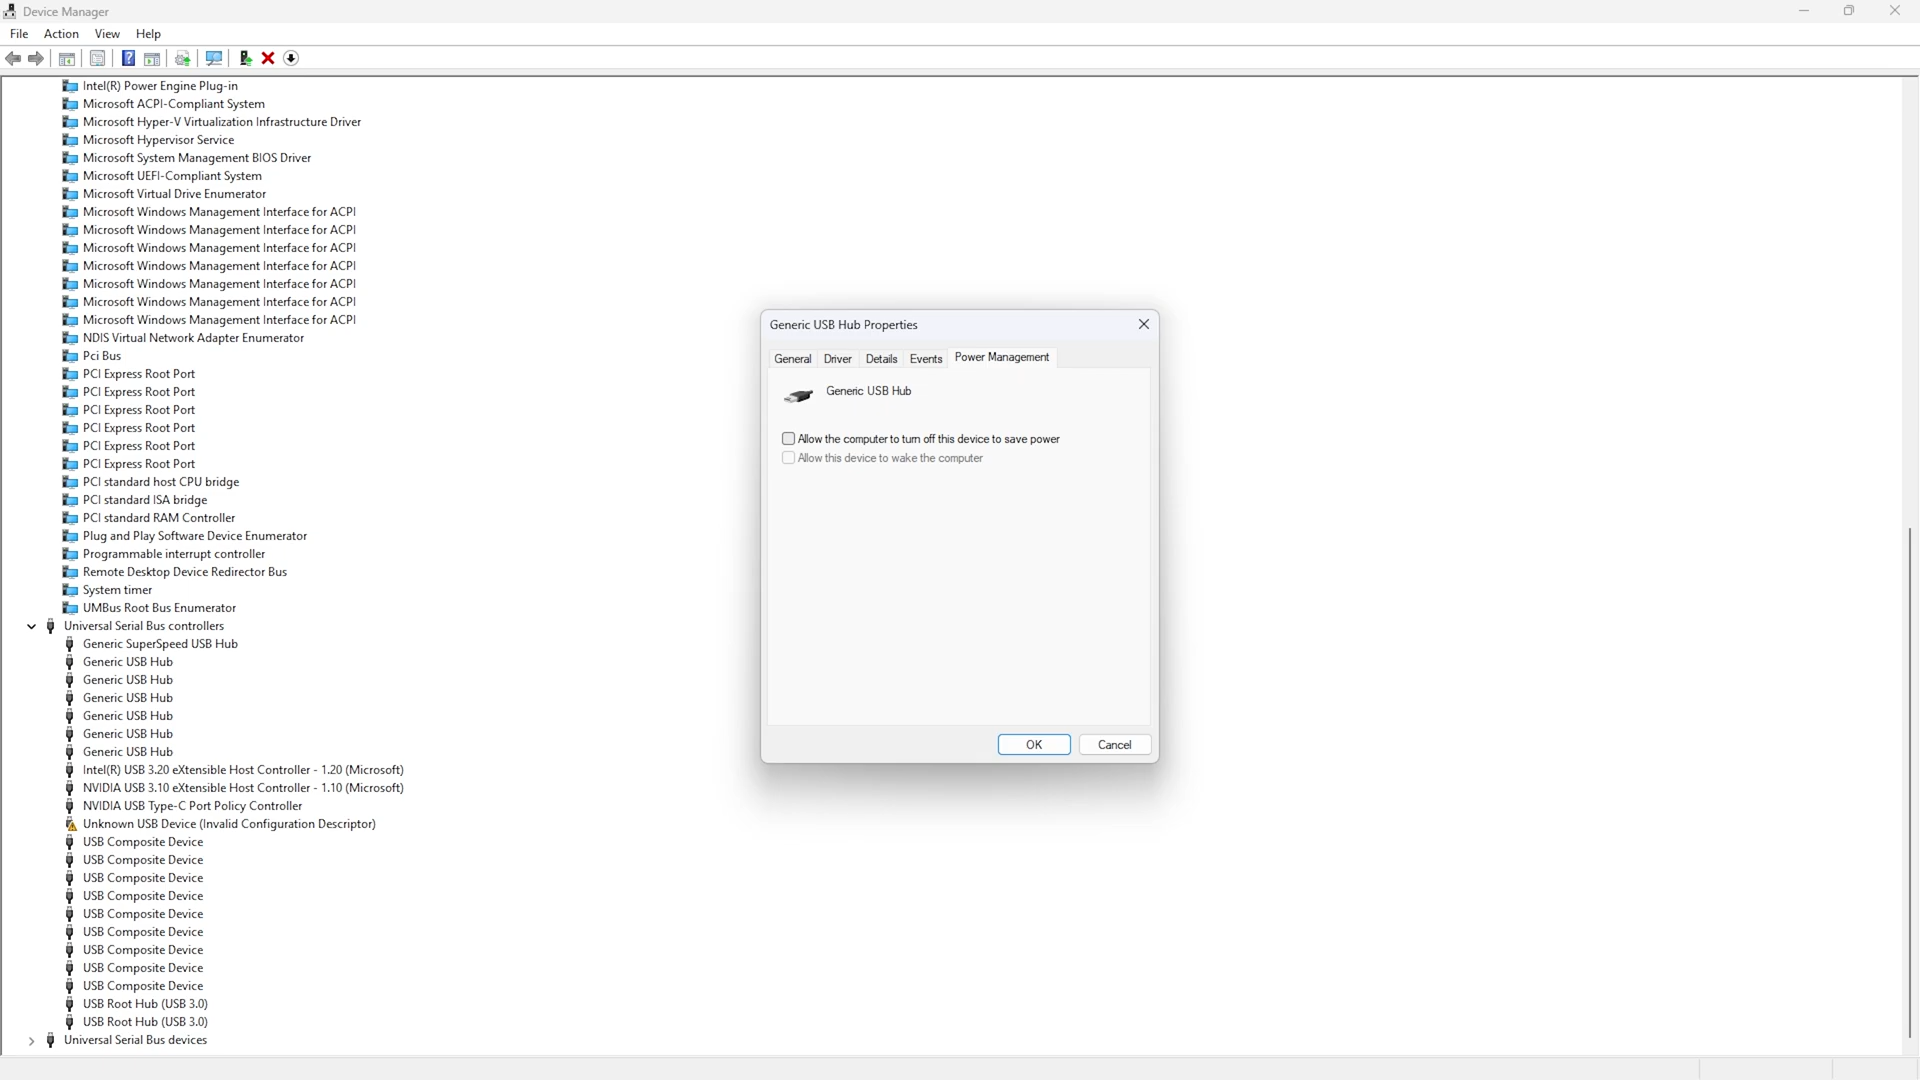 Device Manager
File Action View Help
Intel(R) Power Engine Plug-in
Microsoft ACPI-Compliant System
Microsoft Hyper-V Virtualization Infrastructure Driver
Microsoft Hypervisor Service
Microsoft System Management BIOS Driver
Microsoft UEFI-Compliant System
Microsoft Virtual Drive Enumerator
Microsoft Windows Management Interface for ACPI
Microsoft Windows Management Interface for ACPI
Microsoft Windows Management Interface for ACPI
Microsoft Windows Management Interface for ACPI
Microsoft Windows Management Interface for ACPI
Microsoft Windows Management Interface for ACPI
Microsoft Windows Management Interface for ACPI
NDIS Virtual Network Adapter Enumerator
Pci Bus
PCI Express Root Port
PCI Express Root Port
PCI Express Root Port
PCI Express Root Port
PCI Express Root Port
PCI Express Root Port
PCI standard host CPU bridge
PCI standard ISA bridge
PCI standard RAM Controller
Plug and Play Software Device Enumerator
Programmable interrupt controller
Remote Desktop Device Redirector Bus
System timer
UMBus Root Bus Enumerator
Universal Serial Bus controllers
Generic SuperSpeed USB Hub
Generic USB Hub
Generic USB Hub
Generic USB Hub
Generic USB Hub
Generic USB Hub
Generic USB Hub
Intel(R) USB 3.20 eXtensible Host Controller - 1.20 (Microsoft)
NVIDIA USB 3.10 eXtensible Host Controller - 1.10 (Microsoft)
NVIDIA USB Type-C Port Policy Controller
Unknown USB Device (Invalid Configuration Descriptor)
USB Composite Device
USB Composite Device
USB Composite Device
USB Composite Device
USB Composite Device
USB Composite Device
USB Composite Device
USB Composite Device
USB Composite Device
USB Root Hub (USB 3.0)
USB Root Hub (USB 3.0)
Universal Serial Bus devices
Generic USB Hub Properties
General Driver Details Events Power Management
Generic USB Hub
Allow the computer to turn off this device to save power
Allow this device to wake the computer
OK Cancel